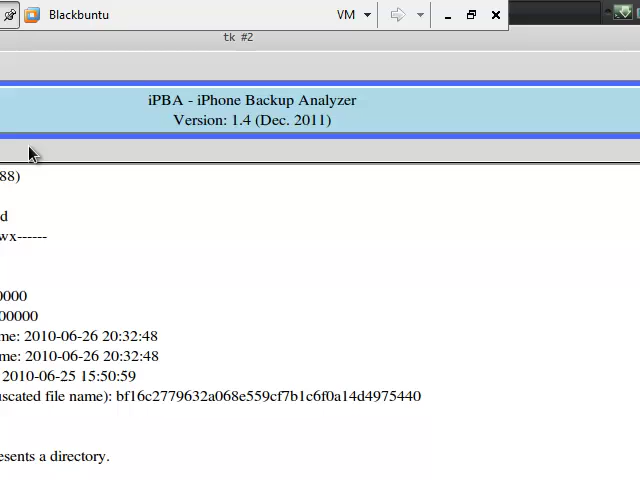 Blackbuntu
VM
tk #2
iPBA - iPhone Backup Analyzer
Version: 1.4 (Dec. 2011)
88)
d
wx------
0000
00000
me: 2010-06-26 20:32:48
me: 2010-06-26 20:32:48
2010-06-25 15:50:59
uscated file name): bf16c2779632a068e559cf7b1c6f0a14d4975440
esents a directory.